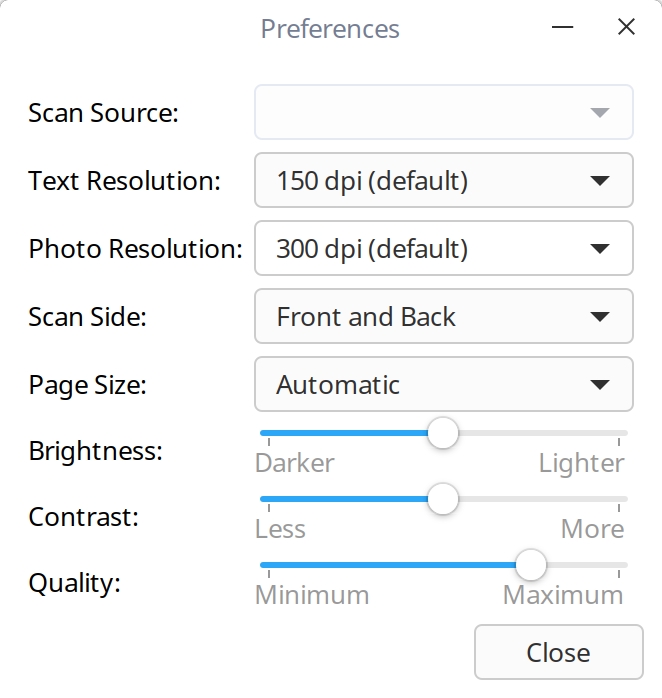 Preferences
Scan Source:
Text Resolution: 150 dpi (default)
Photo Resolution: 300 dpi (default)
Scan Side: Front and Back
Page Size: Automatic
Brightness:
Darker Lighter
Contrast:
Less More
Quality:
Minimum Maximum
Close